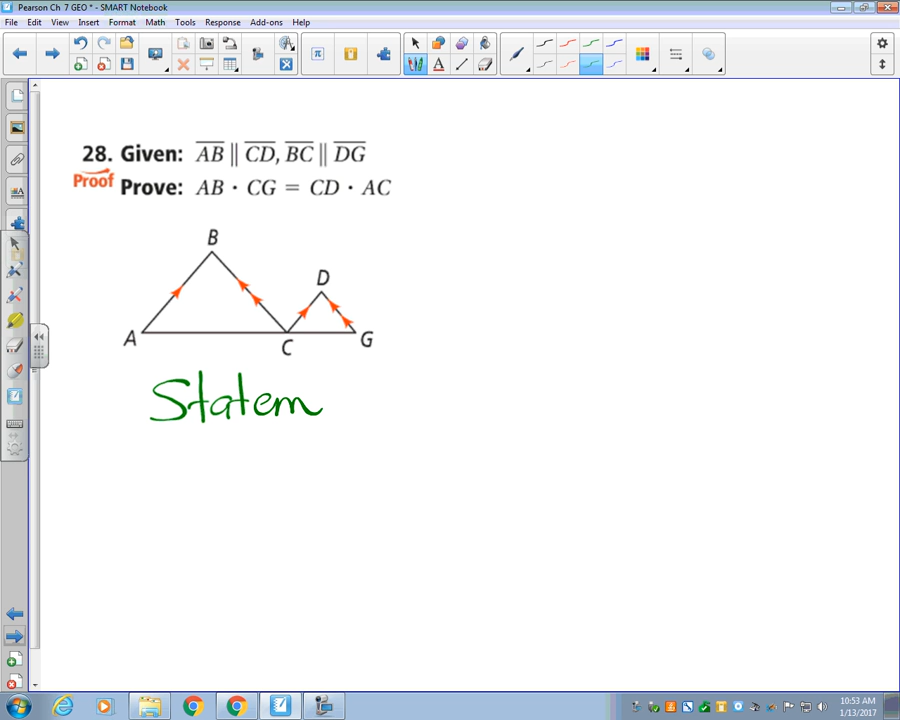 Pearson Ch 7 GEO * - SMART Notebook
File Edit View Insert Format Math Tools Response Add-ons Help
28. Given: AB ∥ CD, BC ∥ DG
Proof Prove: AB · CG = CD · AC
B
D
A
C
G
Statem
10:53 AM
1/13/2017